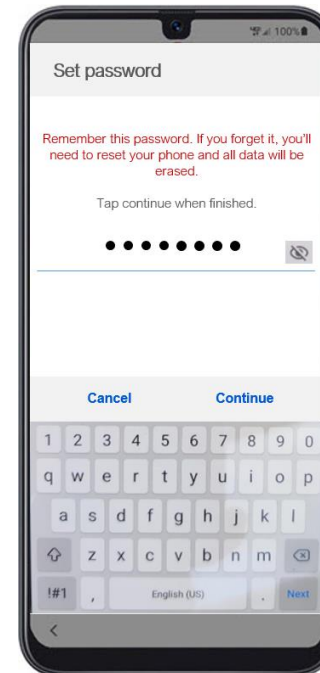 100%
Set password
Remember this password. If you forget it, you'll
need to reset your phone and all data will be
erased.
Tap continue when finished.
Cancel Continue
1 2 3 4 5 6 7 8 9 0
q w e r t y u i o p
a s d f g h j k l
z x c v b n m
!#1 , English (US) . Next